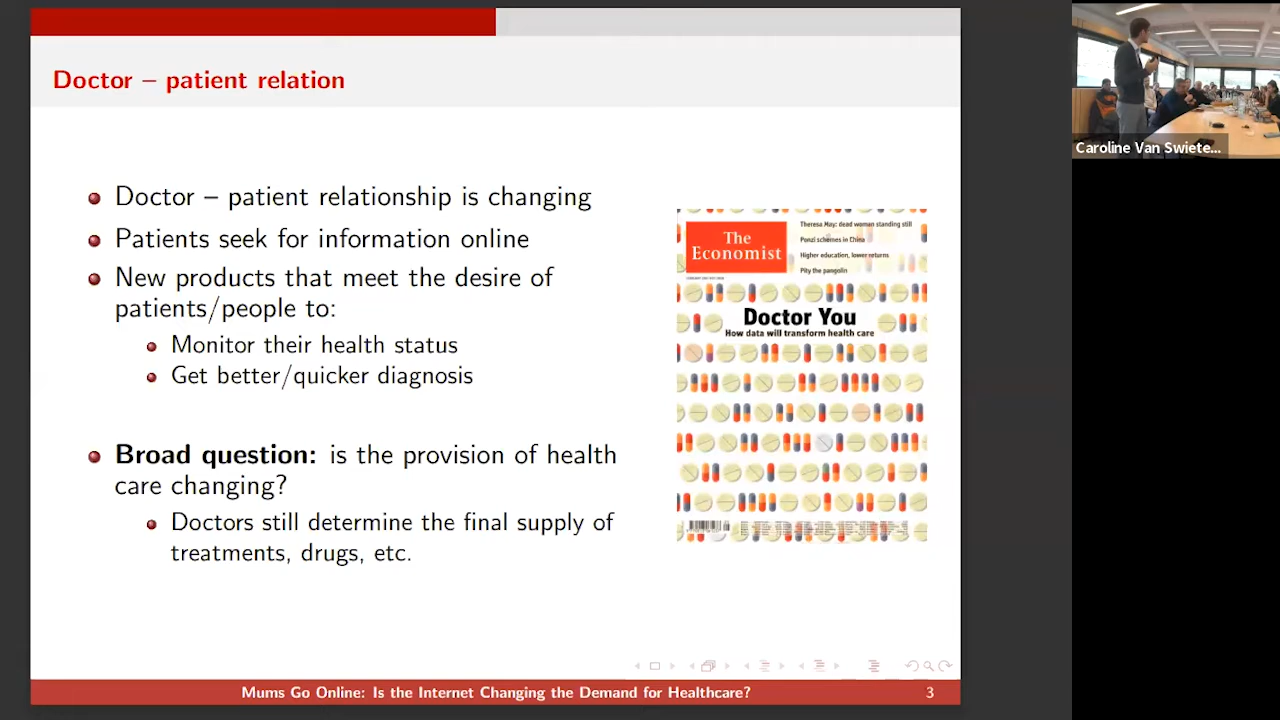 Doctor – patient relation
Doctor – patient relationship is changing
Patients seek for information online
New products that meet the desire of
patients/people to:
Monitor their health status
Get better/quicker diagnosis
Broad question: is the provision of health
care changing?
Doctors still determine the final supply of
treatments, drugs, etc.
The
Economist
Theresa May: dead woman standing still
Ponzi schemes in China
Higher education, lower returns
Pity the pangolin
Doctor You
How data will transform health care
Mums Go Online: Is the Internet Changing the Demand for Healthcare?
3
Caroline Van Swiete...